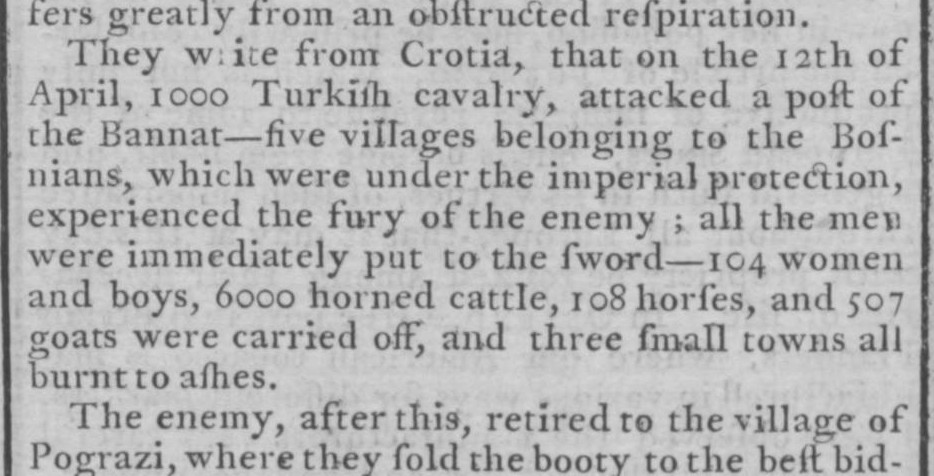 fers greatly from an obſtructed reſpiration.
They write from Crotia, that on the 12th of
April, 1000 Turkiſh cavalry, attacked a poſt of
the Bannat—five villages belonging to the Boſ-
nians, which were under the imperial protection,
experienced the fury of the enemy ; all the men
were immediately put to the ſword—104 women
and boys, 6000 horned cattle, 108 horſes, and 507
goats were carried off, and three ſmall towns all
burnt to aſhes.
The enemy, after this, retired to the village of
Pograzi, where they ſold the booty to the beſt bid-